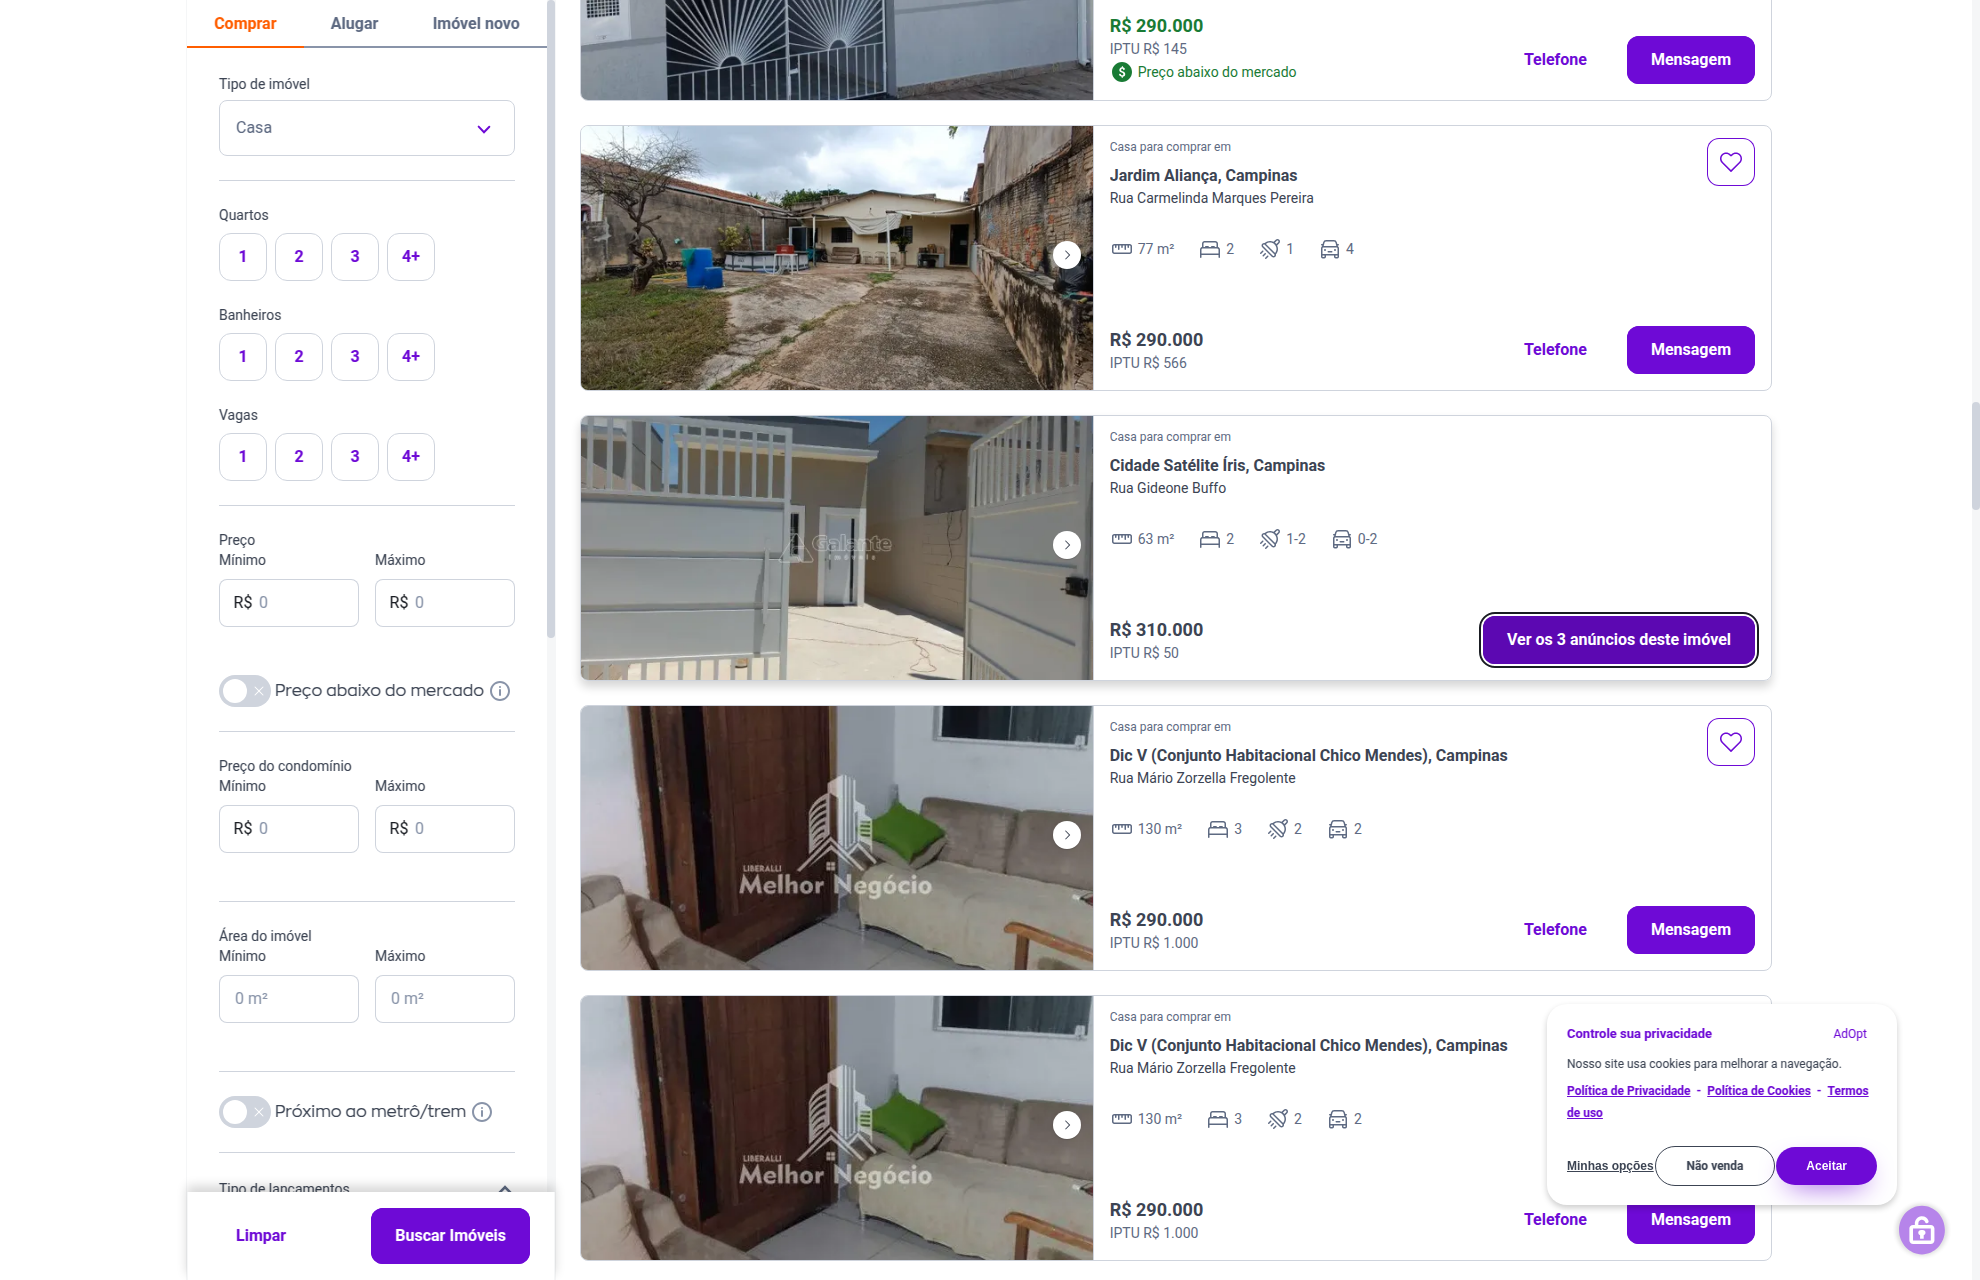 Comprar
Alugar
Imóvel novo
Tipo de imóvel
Casa
Quartos
1
2
3
4+
Banheiros
1
2
3
4+
Vagas
1
2
3
4+
Preço
Mínimo
Máximo
R$ 0
R$ 0
Preço abaixo do mercado
Preço do condomínio
Mínimo
Máximo
R$ 0
R$ 0
Área do imóvel
Mínimo
Máximo
0 m²
0 m²
Próximo ao metrô/trem
Tipo de lançamentos
Limpar
Buscar Imóveis
R$ 290.000
IPTU R$ 145
Preço abaixo do mercado
Telefone
Mensagem
Casa para comprar em
Jardim Aliança, Campinas
Rua Carmelinda Marques Pereira
77 m²
2
1
4
R$ 290.000
IPTU R$ 566
Telefone
Mensagem
Galante
Imóveis
Casa para comprar em
Cidade Satélite Íris, Campinas
Rua Gideone Buffo
63 m²
2
1-2
0-2
R$ 310.000
IPTU R$ 50
Ver os 3 anúncios deste imóvel
LIBERALLI
Melhor Negócio
Casa para comprar em
Dic V (Conjunto Habitacional Chico Mendes), Campinas
Rua Mário Zorzella Fregolente
130 m²
3
2
2
R$ 290.000
IPTU R$ 1.000
Telefone
Mensagem
LIBERALLI
Melhor Negócio
Casa para comprar em
Dic V (Conjunto Habitacional Chico Mendes), Campinas
Rua Mário Zorzella Fregolente
130 m²
3
2
2
R$ 290.000
IPTU R$ 1.000
Telefone
Mensagem
Controle sua privacidade
AdOpt
Nosso site usa cookies para melhorar a navegação.
Política de Privacidade - Política de Cookies - Termos
de uso
Minhas opções
Não venda
Aceitar